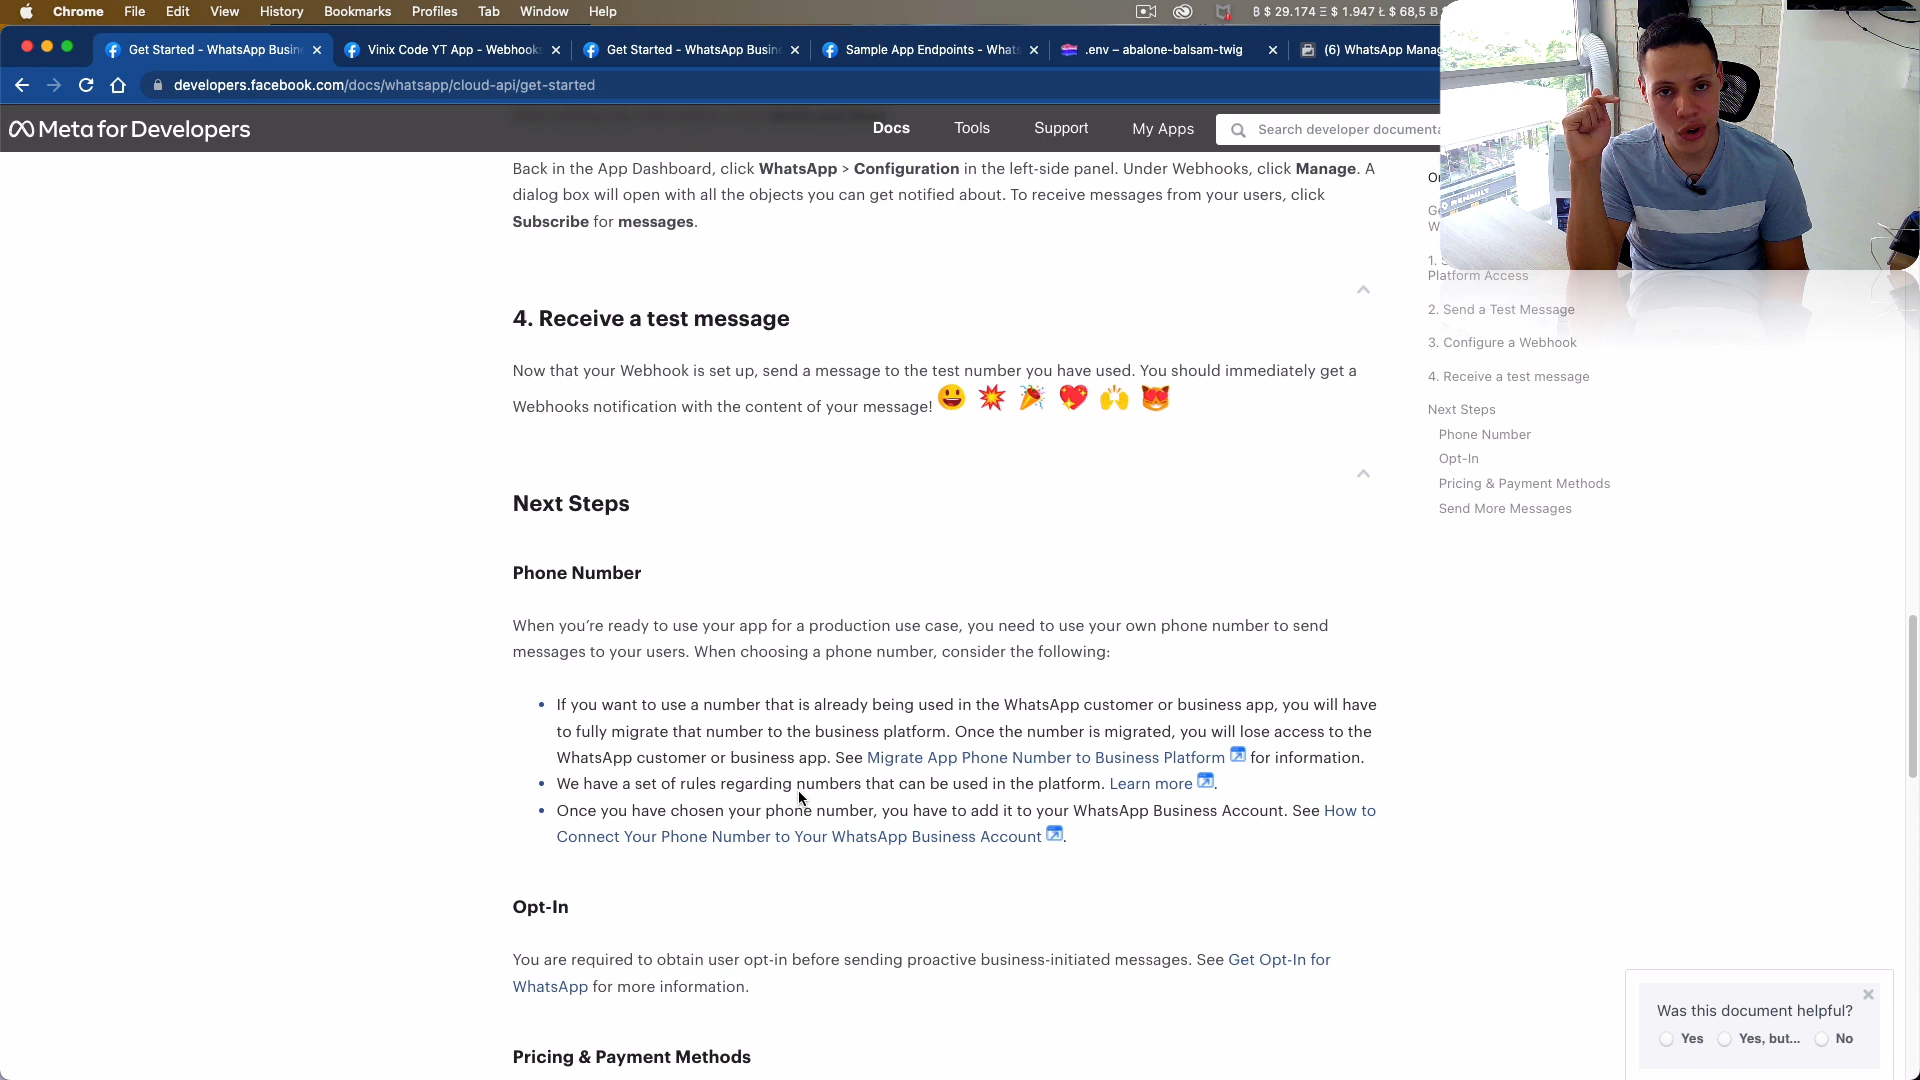 Chrome File Edit View History Bookmarks Profiles Tab Window Help
₿ $ 29.174 Ξ $ 1.947 Ł $ 68,5
Get Started - WhatsApp Busin
Vinix Code YT App - Webhooks
Get Started - WhatsApp Busin
Sample App Endpoints - Whats
.env – abalone-balsam-twig
(6) WhatsApp Manag
developers.facebook.com/docs/whatsapp/cloud-api/get-started
Meta for Developers
Docs Tools Support My Apps
Search developer documenta
Back in the App Dashboard, click WhatsApp > Configuration in the left-side panel. Under Webhooks, click Manage. A
dialog box will open with all the objects you can get notified about. To receive messages from your users, click
Subscribe for messages.
4. Receive a test message
Now that your Webhook is set up, send a message to the test number you have used. You should immediately get a
Webhooks notification with the content of your message! 😃 💥 🎉 💖 🙌 😻
Next Steps
Phone Number
When you’re ready to use your app for a production use case, you need to use your own phone number to send
messages to your users. When choosing a phone number, consider the following:
• If you want to use a number that is already being used in the WhatsApp customer or business app, you will have
to fully migrate that number to the business platform. Once the number is migrated, you will lose access to the
WhatsApp customer or business app. See Migrate App Phone Number to Business Platform for information.
• We have a set of rules regarding numbers that can be used in the platform. Learn more.
• Once you have chosen your phone number, you have to add it to your WhatsApp Business Account. See How to
Connect Your Phone Number to Your WhatsApp Business Account.
Opt-In
You are required to obtain user opt-in before sending proactive business-initiated messages. See Get Opt-In for
WhatsApp for more information.
Pricing & Payment Methods
Platform Access
2. Send a Test Message
3. Configure a Webhook
4. Receive a test message
Next Steps
Phone Number
Opt-In
Pricing & Payment Methods
Send More Messages
RENAULT
Was this document helpful?
Yes Yes, but... No